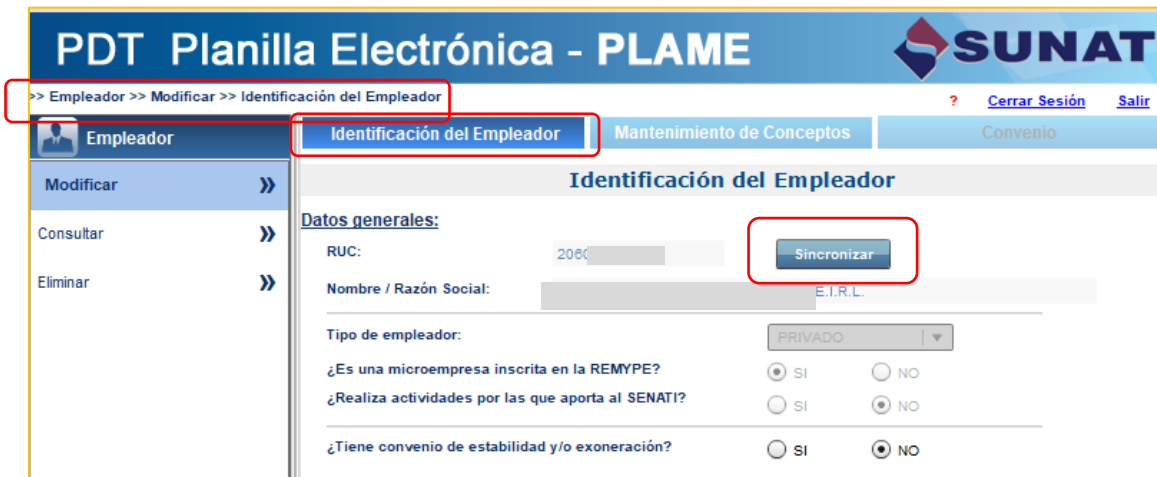 PDT Planilla Electrónica - PLAME
SUNAT
>> Empleador >> Modificar >> Identificación del Empleador
? Cerrar Sesión Salir
Empleador
Identificación del Empleador Mantenimiento de Conceptos Convenio
Modificar »
Consultar »
Eliminar »
Identificación del Empleador
Datos generales:
RUC: 2060 Sincronizar
Nombre / Razón Social: E.I.R.L.
Tipo de empleador: PRIVADO
¿Es una microempresa inscrita en la REMYPE? SI NO
¿Realiza actividades por las que aporta al SENATI? SI NO
¿Tiene convenio de estabilidad y/o exoneración? SI NO